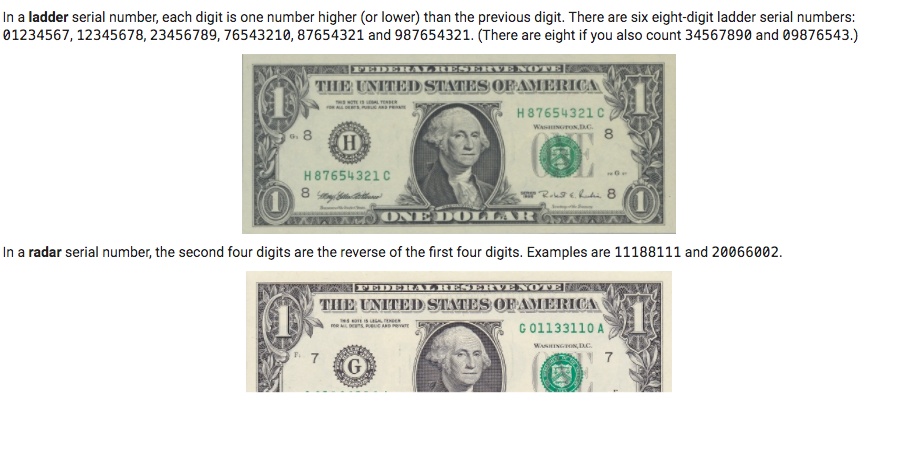 In a ladder serial number, each digit is one number higher (or lower) than the previous digit. There are six eight-digit ladder serial numbers:
01234567, 12345678, 23456789, 76543210, 87654321 and 987654321. (There are eight if you also count 34567890 and 09876543.)
FEDERAL RESERVE NOTE
THE UNITED STATES OF AMERICA
THIS NOTE IS LEGAL TENDER
FOR ALL DEBTS, PUBLIC AND PRIVATE
H 87654321 C
WASHINGTON, D.C.
8 8
H
H 87654321 C
8 8
1 1
ONE DOLLAR
In a radar serial number, the second four digits are the reverse of the first four digits. Examples are 11188111 and 20066002.
FEDERAL RESERVE NOTE
THE UNITED STATES OF AMERICA
THIS NOTE IS LEGAL TENDER
FOR ALL DEBTS, PUBLIC AND PRIVATE
G 01133110 A
WASHINGTON, D.C.
7 7
G